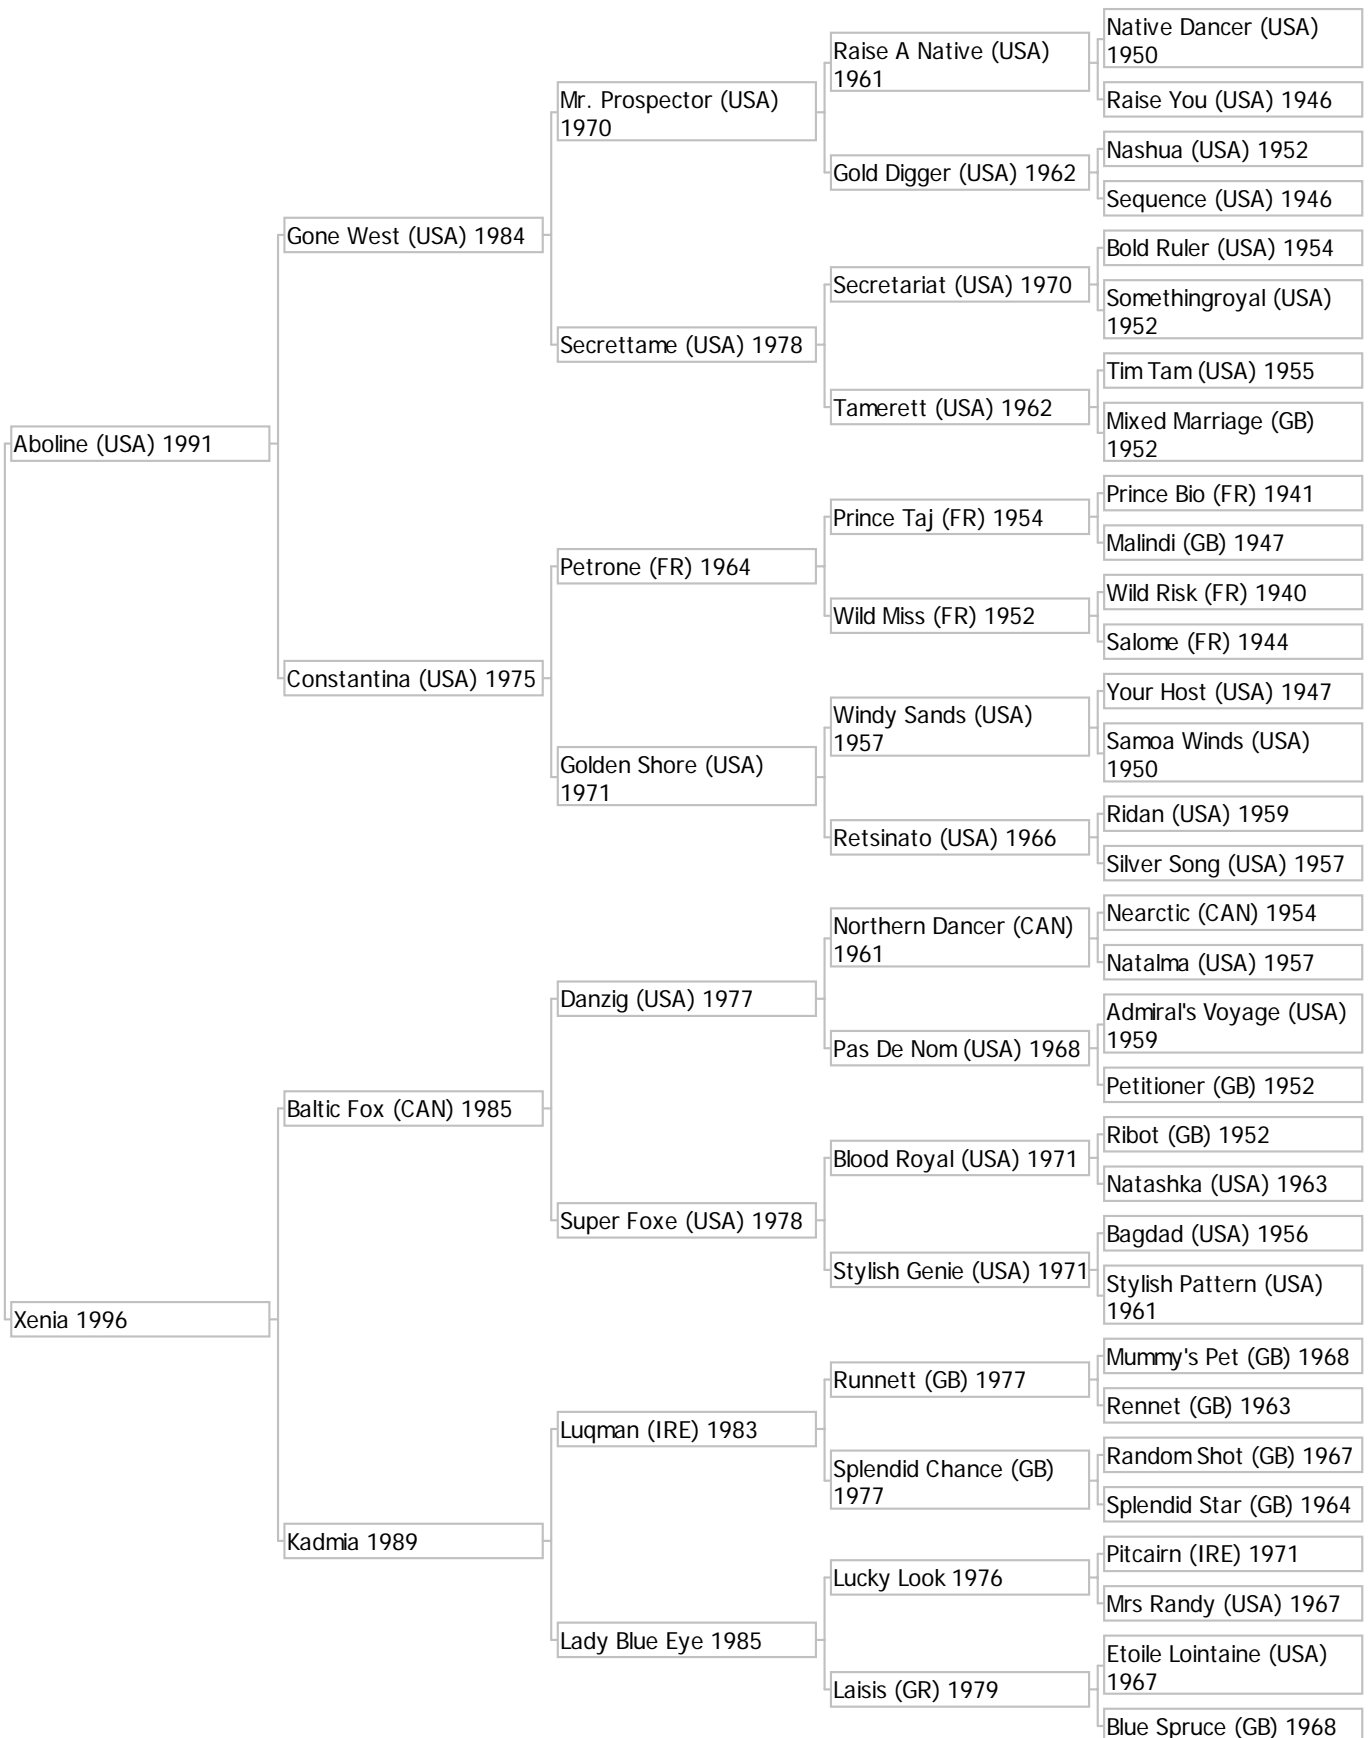 Native Dancer (USA)
1950
Raise A Native (USA)
1961
Mr. Prospector (USA)
1970
Raise You (USA) 1946
Nashua (USA) 1952
Gold Digger (USA) 1962
Sequence (USA) 1946
Gone West (USA) 1984
Bold Ruler (USA) 1954
Secretariat (USA) 1970
Somethingroyal (USA)
1952
Secrettame (USA) 1978
Tim Tam (USA) 1955
Tamerett (USA) 1962
Mixed Marriage (GB)
1952
Aboline (USA) 1991
Prince Bio (FR) 1941
Prince Taj (FR) 1954
Malindi (GB) 1947
Petrone (FR) 1964
Wild Risk (FR) 1940
Wild Miss (FR) 1952
Salome (FR) 1944
Constantina (USA) 1975
Your Host (USA) 1947
Windy Sands (USA)
1957
Samoa Winds (USA)
1950
Golden Shore (USA)
1971
Ridan (USA) 1959
Retsinato (USA) 1966
Silver Song (USA) 1957
Nearctic (CAN) 1954
Northern Dancer (CAN)
1961
Natalma (USA) 1957
Danzig (USA) 1977
Admiral's Voyage (USA)
1959
Pas De Nom (USA) 1968
Petitioner (GB) 1952
Baltic Fox (CAN) 1985
Ribot (GB) 1952
Blood Royal (USA) 1971
Natashka (USA) 1963
Super Foxe (USA) 1978
Bagdad (USA) 1956
Stylish Genie (USA) 1971
Stylish Pattern (USA)
1961
Xenia 1996
Mummy's Pet (GB) 1968
Runnett (GB) 1977
Rennet (GB) 1963
Luqman (IRE) 1983
Random Shot (GB) 1967
Splendid Chance (GB)
1977
Splendid Star (GB) 1964
Kadmia 1989
Pitcairn (IRE) 1971
Lucky Look 1976
Mrs Randy (USA) 1967
Lady Blue Eye 1985
Etoile Lointaine (USA)
1967
Laisis (GR) 1979
Blue Spruce (GB) 1968